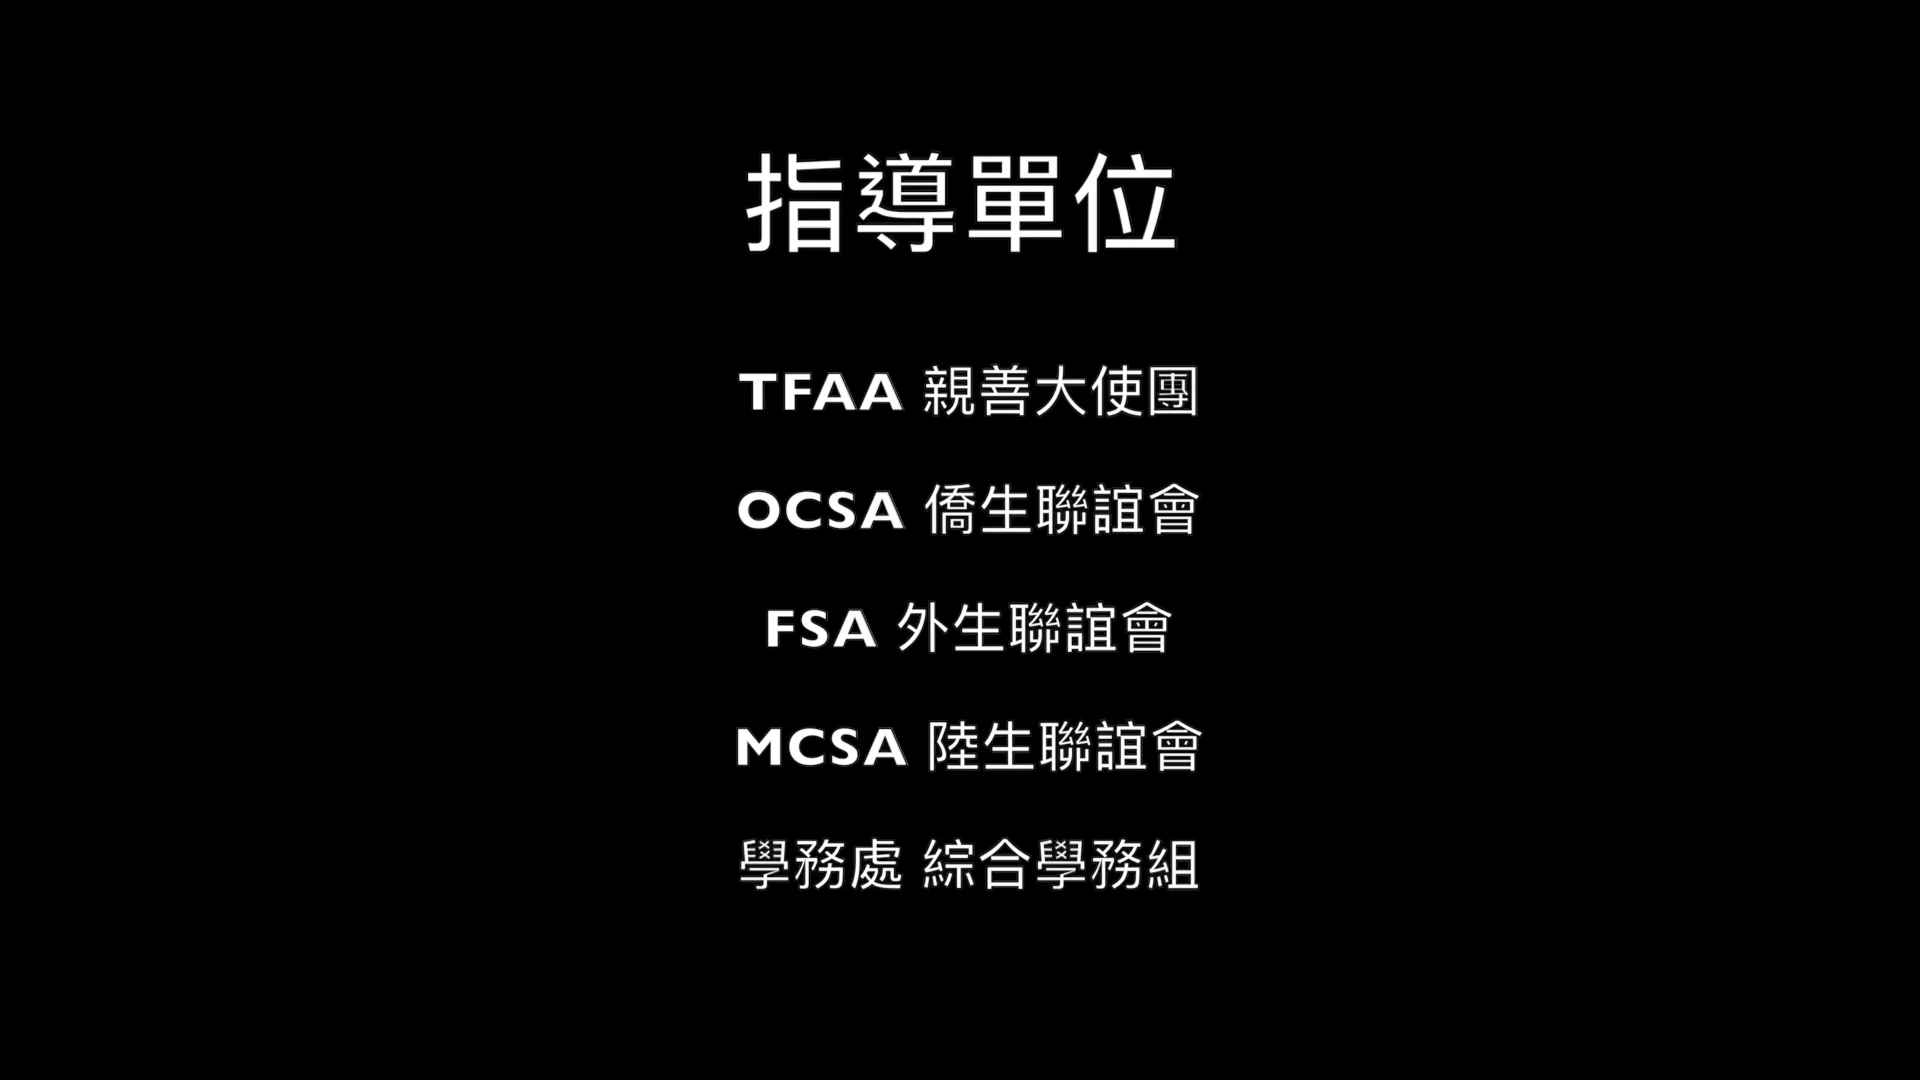 指導單位
TFAA 親善大使團
OCSA 僑生聯誼會
FSA 外生聯誼會
MCSA 陸生聯誼會
學務處 綜合學務組